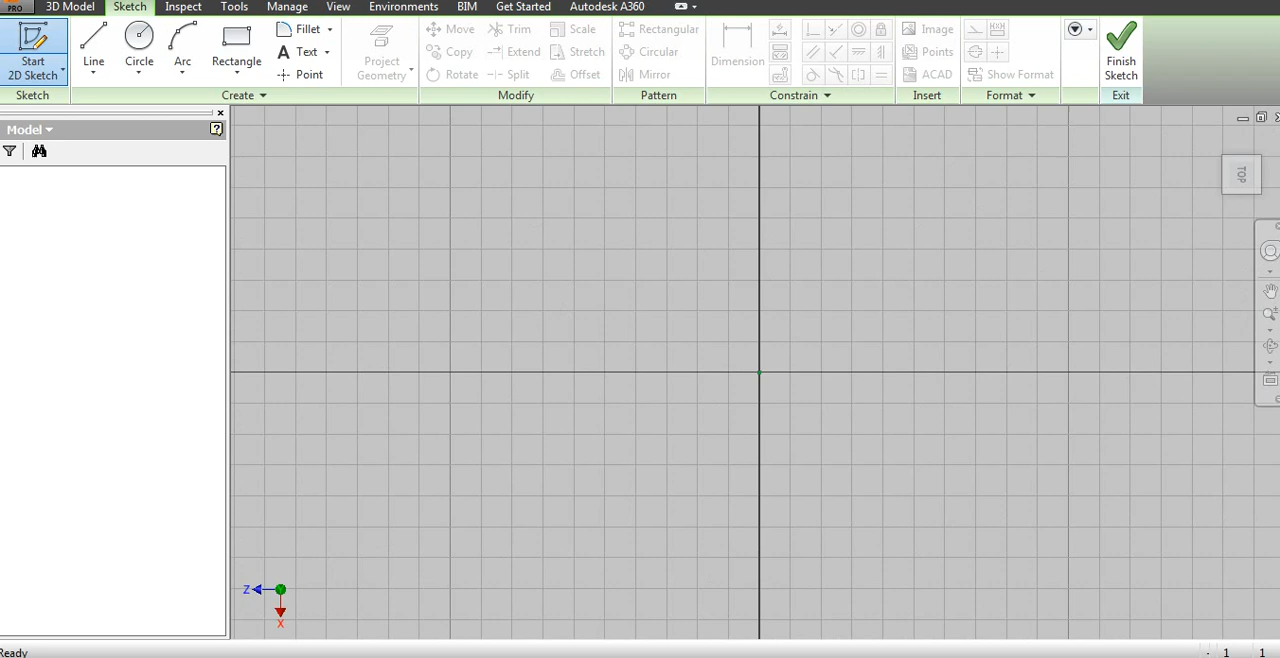 PRO 3D Model Sketch Inspect Tools Manage View Environments BIM Get Started Autodesk A360
Start
2D Sketch
Line
Circle
Arc
Rectangle
Fillet
Text
Point
Project
Geometry
Move
Trim
Scale
Copy
Extend
Stretch
Rotate
Split
Offset
Rectangular
Circular
Mirror
Dimension
Image
Points
ACAD
Show Format
Finish
Sketch
Sketch Create Modify Pattern Constrain Insert Format Exit
Model
TOP
Z
X
Ready
1 1